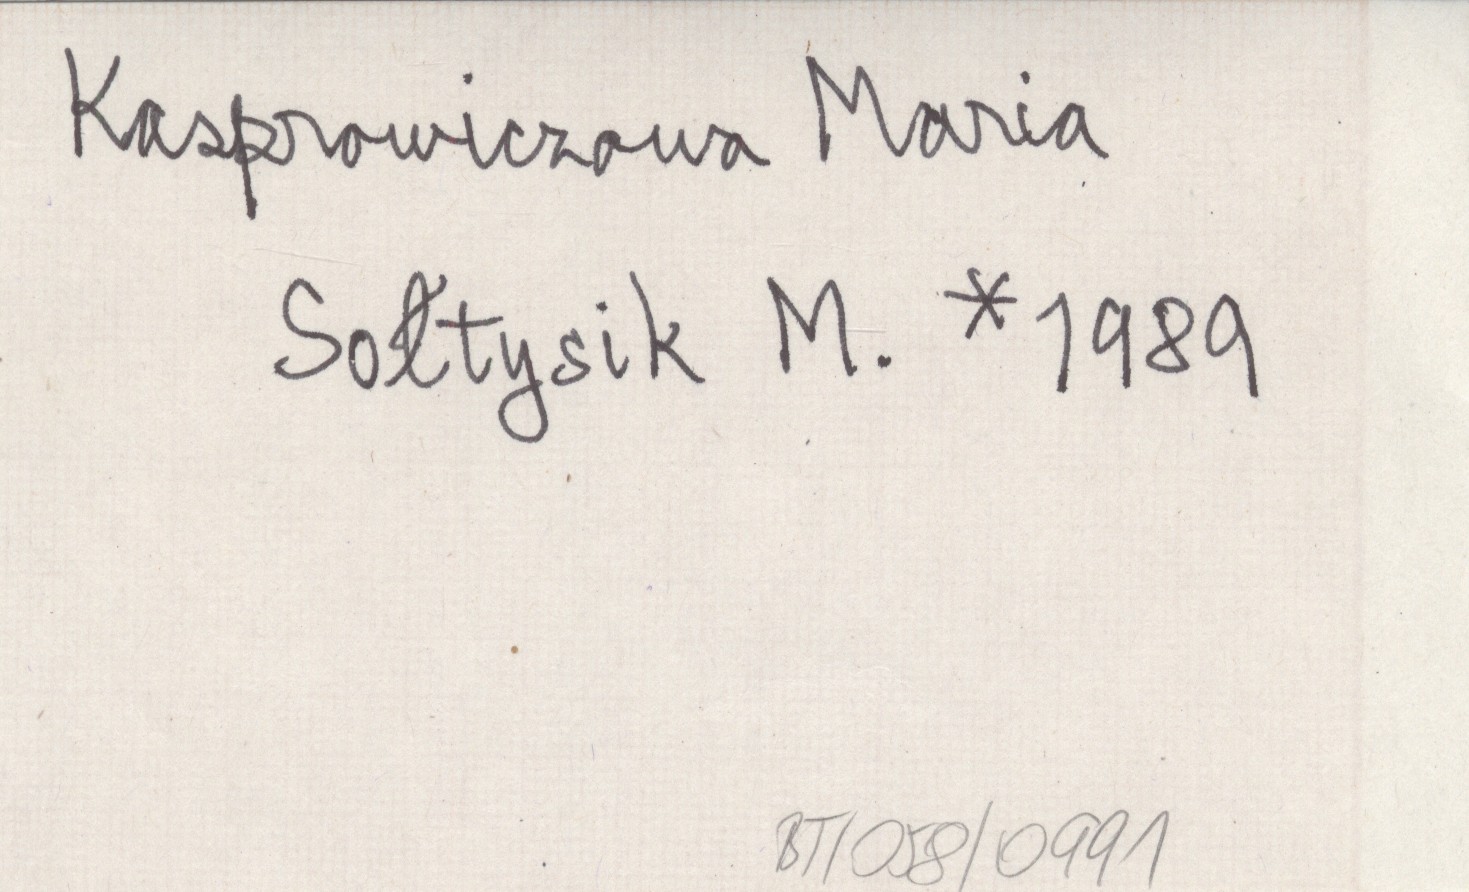 Kasprowiczowa Maria
Sołtysik M. *1989
BT/058/0991